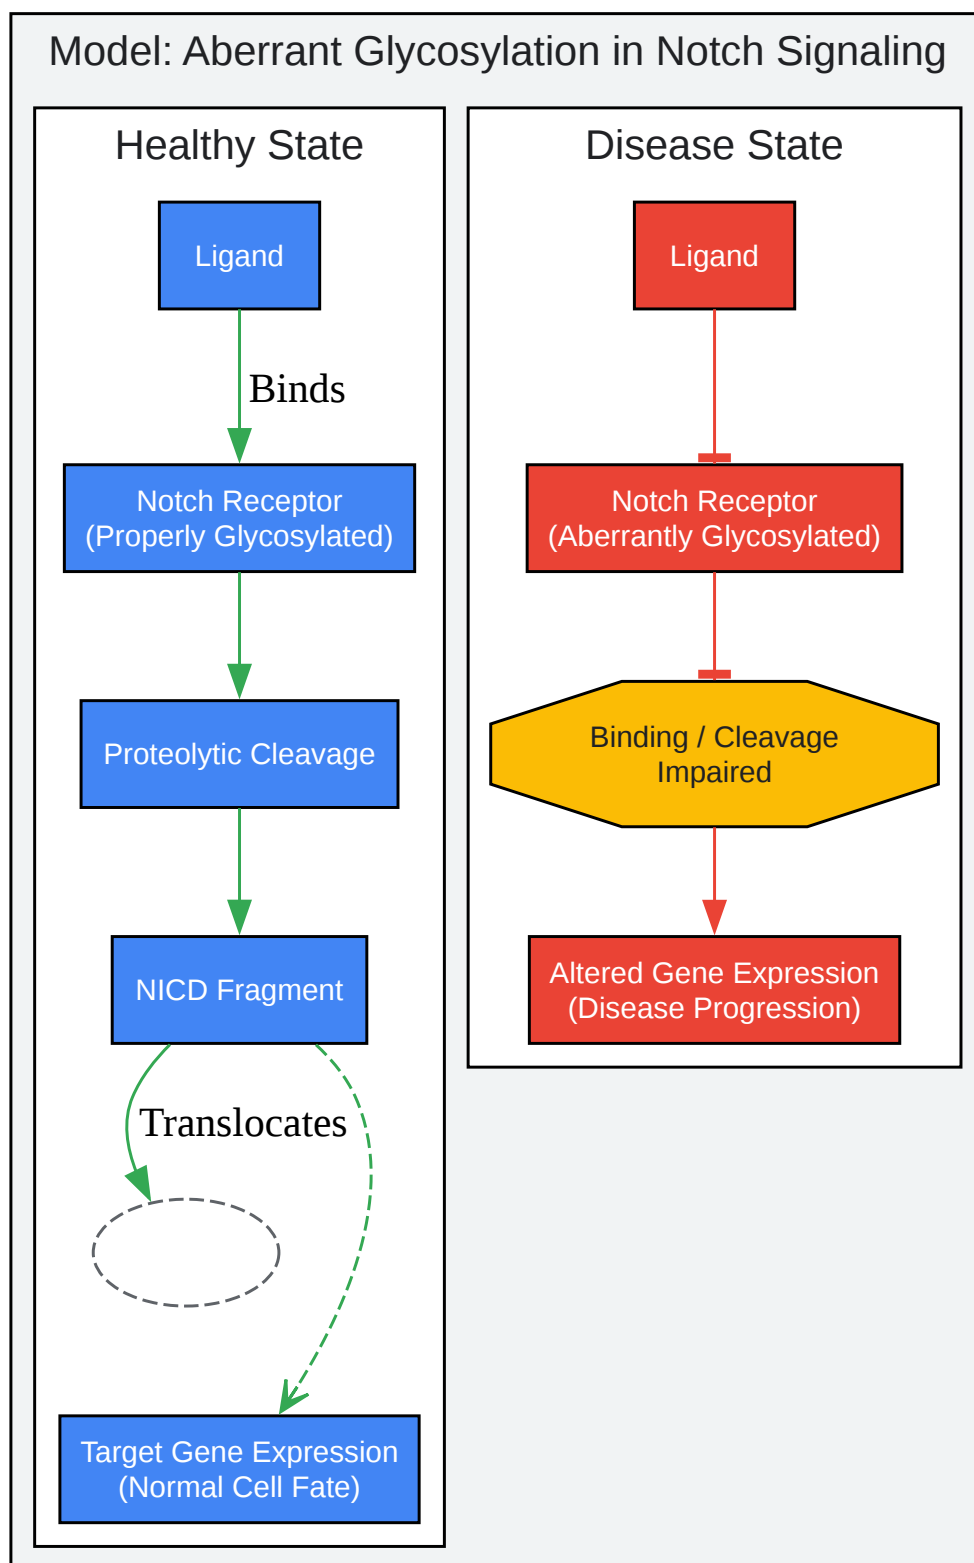 Model: Aberrant Glycosylation in Notch Signaling
Healthy State
Ligand
Binds
Notch Receptor
(Properly Glycosylated)
Proteolytic Cleavage
NICD Fragment
Translocates
Target Gene Expression
(Normal Cell Fate)
Disease State
Ligand
Notch Receptor
(Aberrantly Glycosylated)
Binding / Cleavage
Impaired
Altered Gene Expression
(Disease Progression)